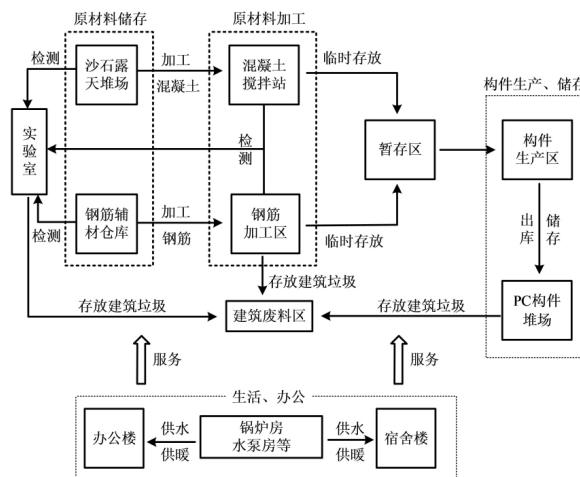 原材料储存
原材料加工
检测
沙石露
天堆场
加工
混凝土
混凝土
搅拌站
临时存放
构件生产、储存
实
验
室
检
测
暂存区
构件
生产区
检测
钢筋辅
材仓库
加工
钢筋
钢筋
加工区
临时存放
出
库
储
存
存放建筑垃圾
存放建筑垃圾
建筑废料区
存放建筑垃圾
PC构件
堆场
服务
服务
生活、办公
办公楼
供水
供暖
锅炉房
水泵房等
供水
供暖
宿舍楼